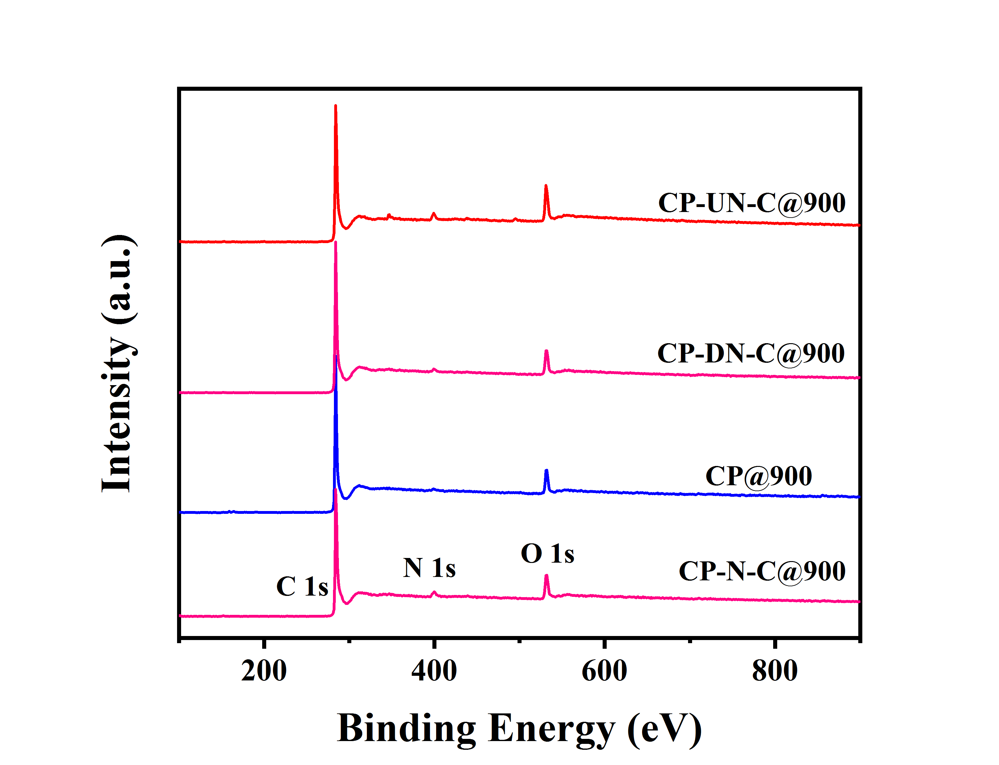 CP-UN-C@900
CP-DN-C@900
CP@900
CP-N-C@900
O 1s
N 1s
C 1s
Intensity (a.u.)
200 400 600 800
Binding Energy (eV)